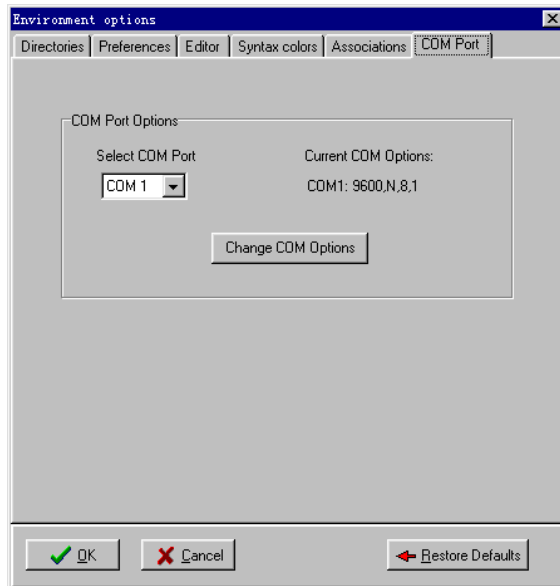 Environment options
Directories Preferences Editor Syntax colors Associations COM Port
COM Port Options
Select COM Port Current COM Options:
COM 1 COM1: 9600,N,8,1
Change COM Options
OK Cancel Restore Defaults